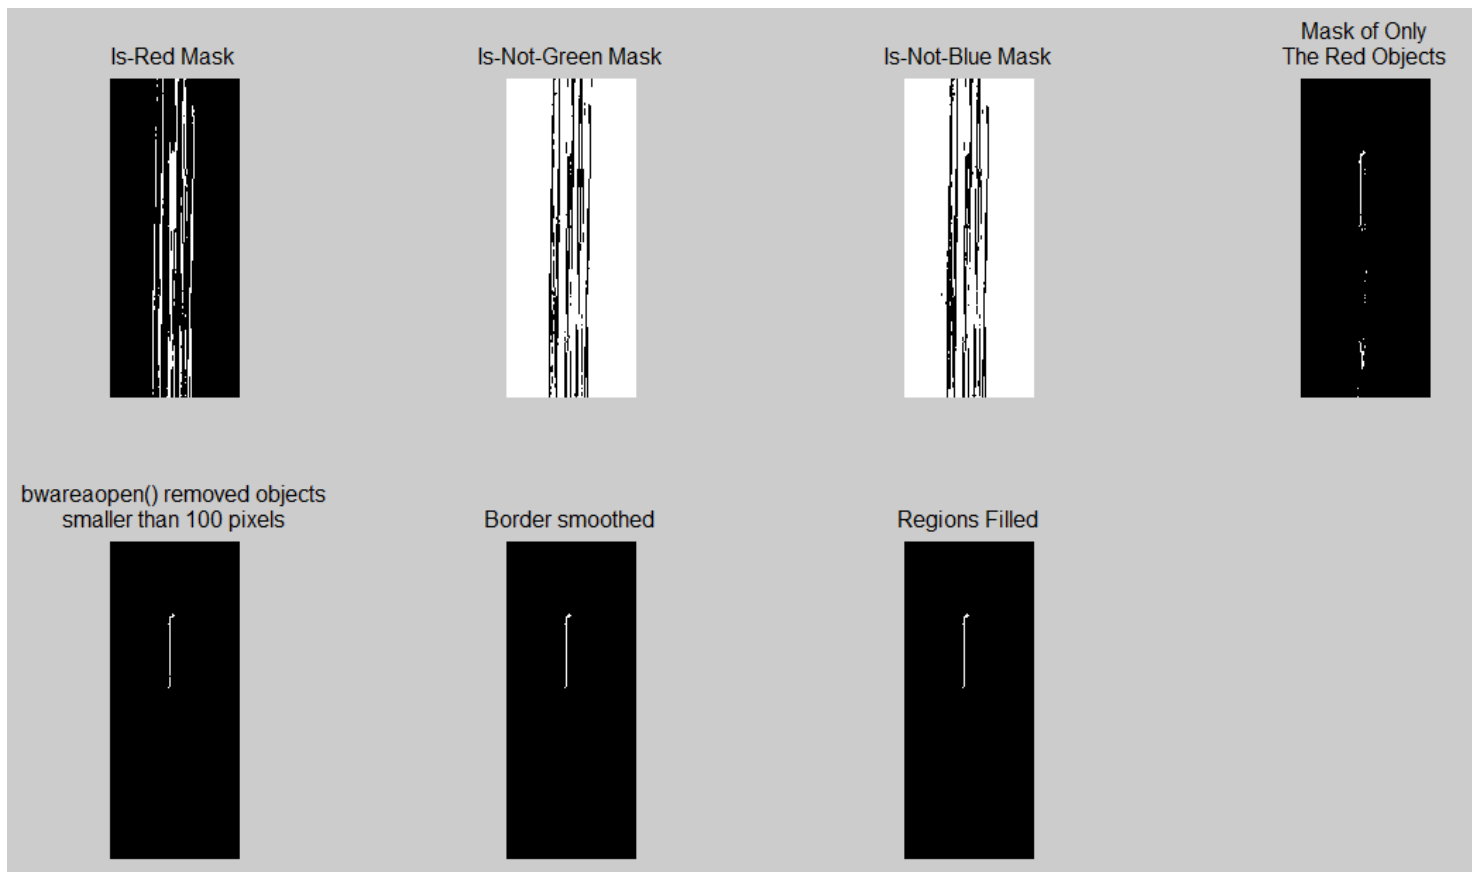 Is-Red Mask
Is-Not-Green Mask
Is-Not-Blue Mask
Mask of Only
The Red Objects
bwareaopen() removed objects
smaller than 100 pixels
Border smoothed
Regions Filled